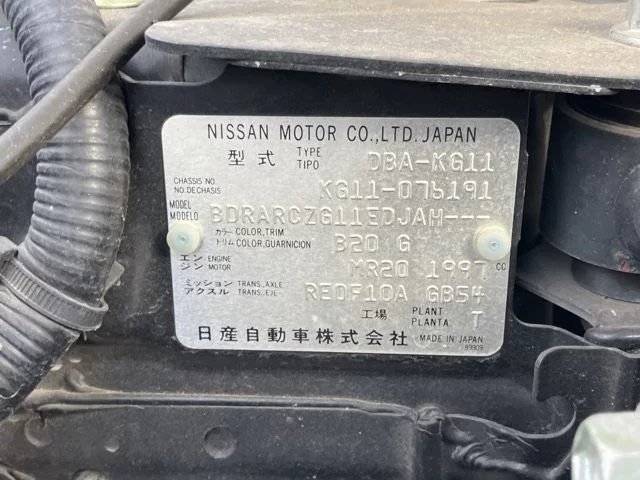 NISSAN MOTOR CO.,LTD. JAPAN
型式 TYPE TIPO DBA-KG11
CHASSIS NO. NO. DE CHASIS KG11-076191
MODEL MODELO BDRARCZG11EDJAH---
カラー COLOR,TRIM トリム COLOR,GUARNICION B20 G
エンジン ENGINE MOTOR MR20 1997 CC
ミッション TRANS. AXLE アクスル TRANS. EJE RE0F10A GB54
工場 PLANT PLANTA T
日産自動車株式会社 MADE IN JAPAN
89909